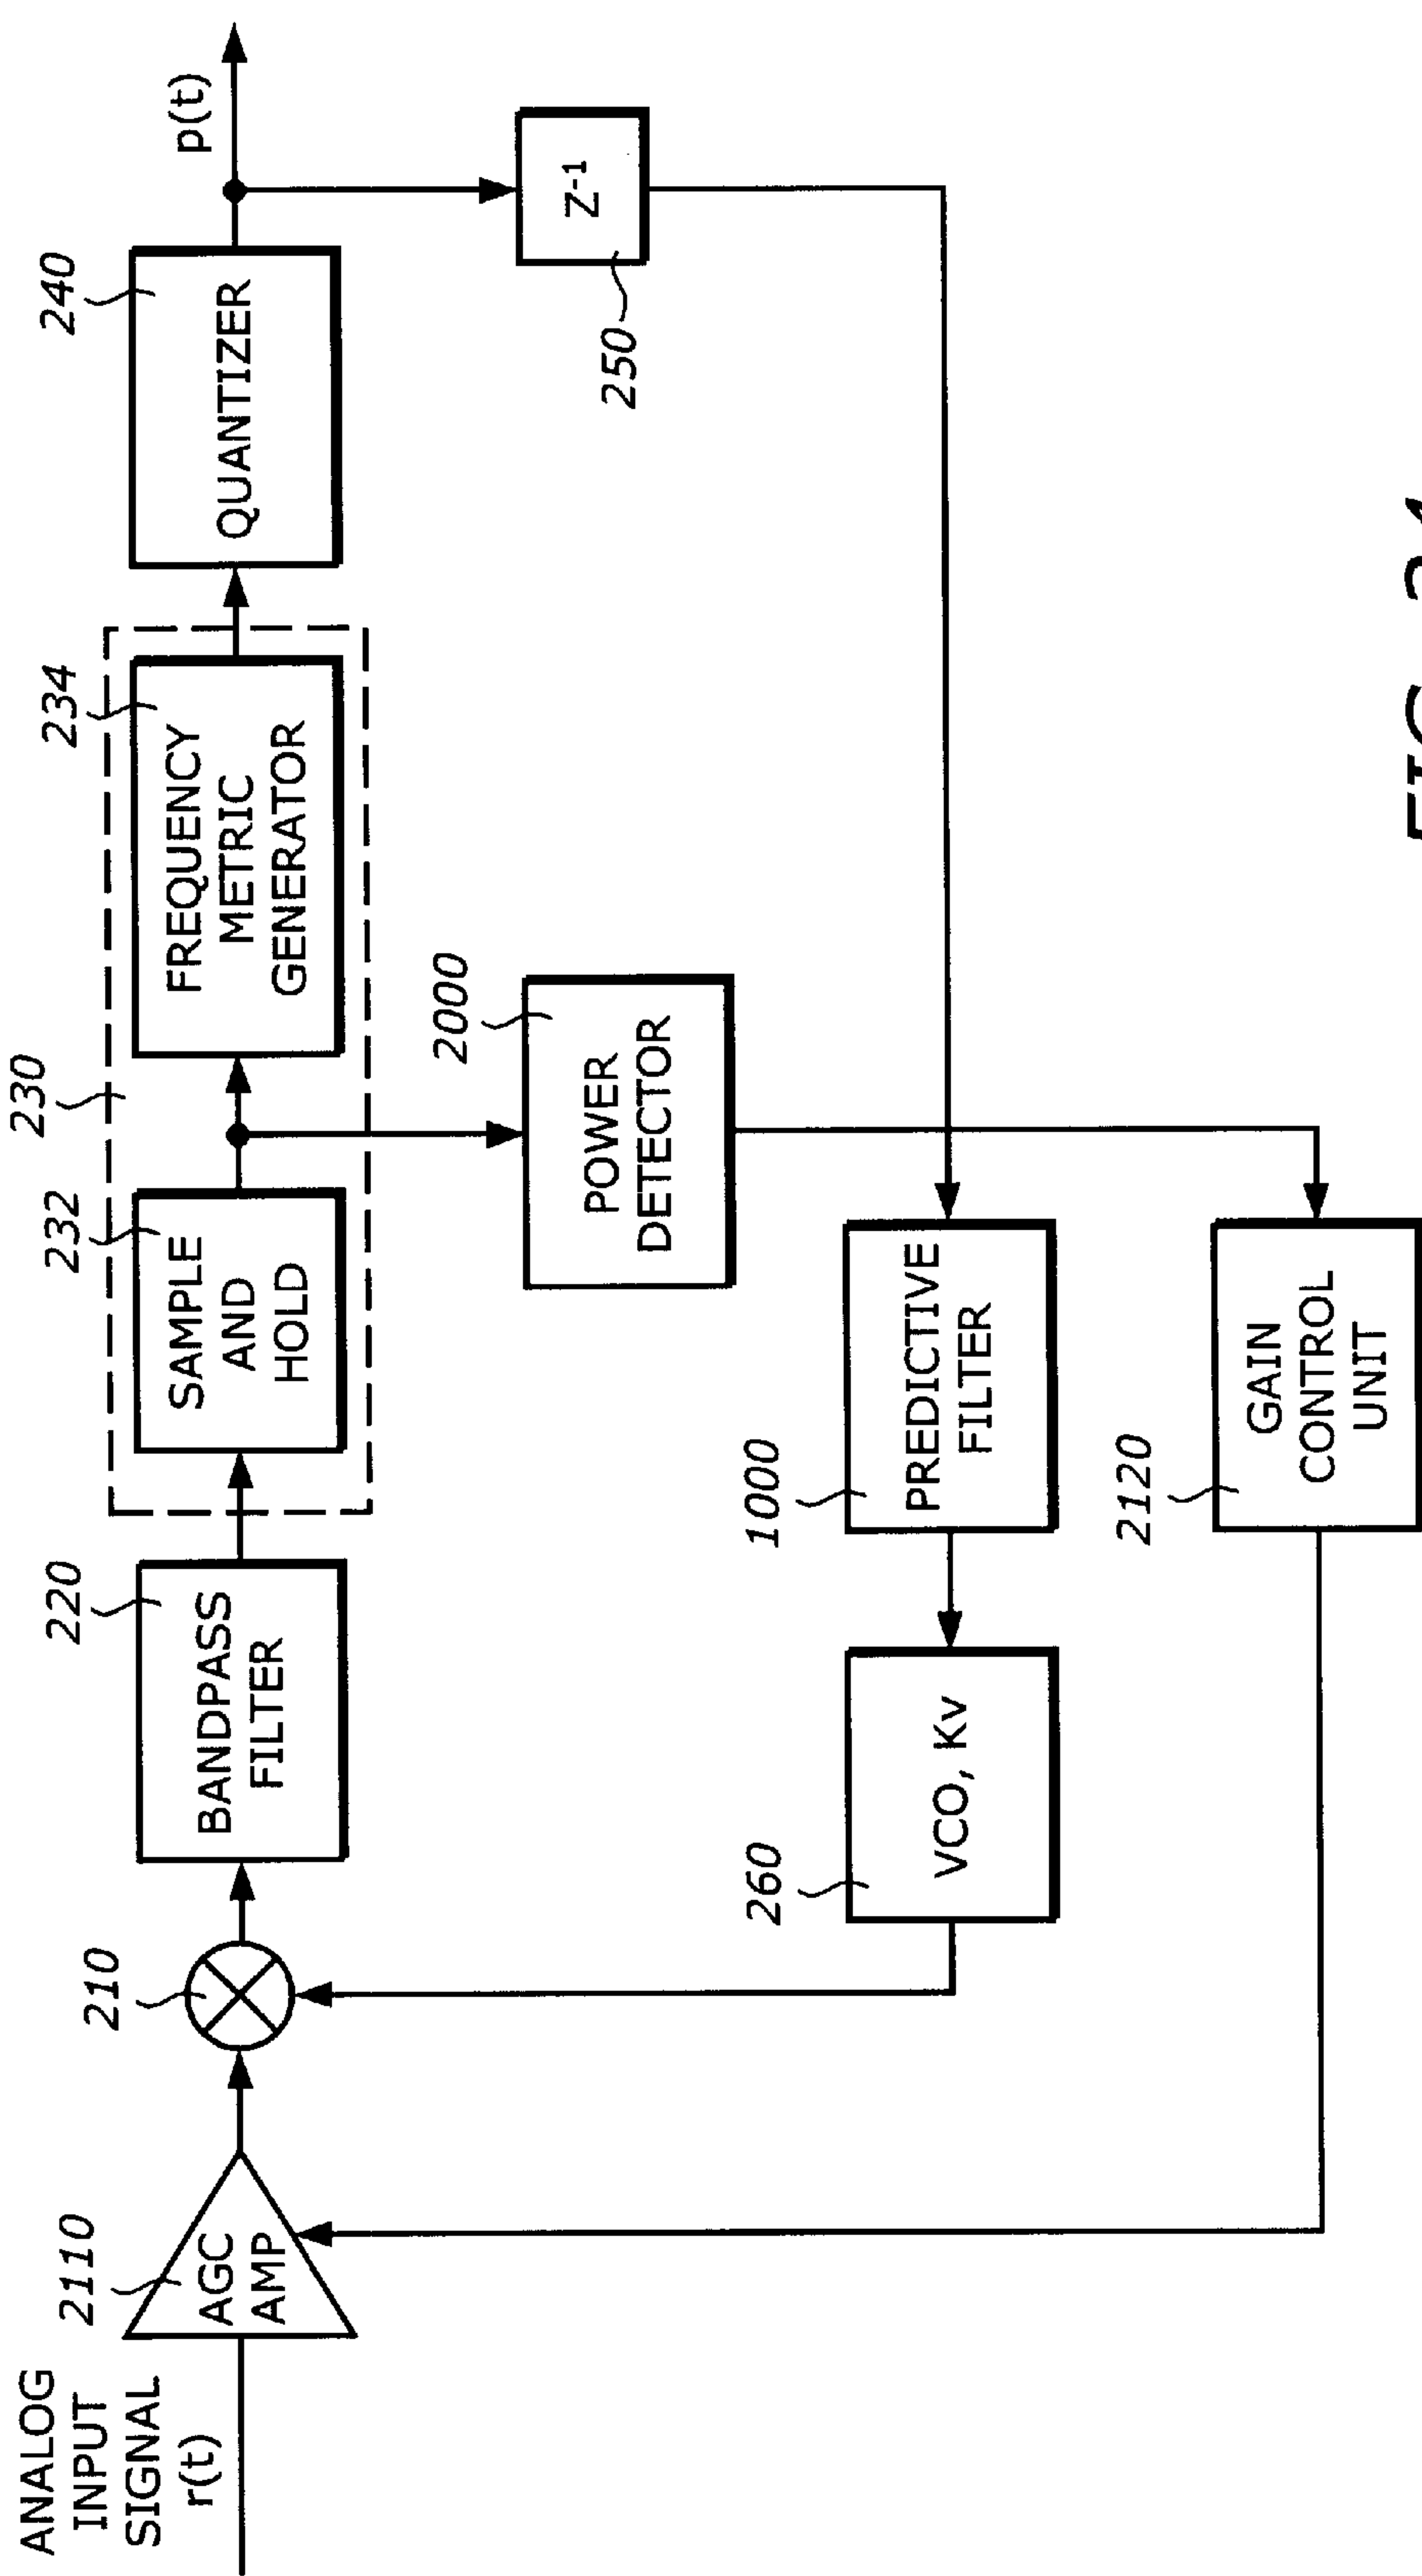 ANALOG
INPUT
SIGNAL
r(t)
2110
AGC
AMP
210
220
BANDPASS
FILTER
230
232
SAMPLE
AND
HOLD
234
FREQUENCY
METRIC
GENERATOR
240
QUANTIZER
p(t)
Z-1
250
2000
POWER
DETECTOR
1000
PREDICTIVE
FILTER
260
VCO, Kv
2120
GAIN
CONTROL
UNIT